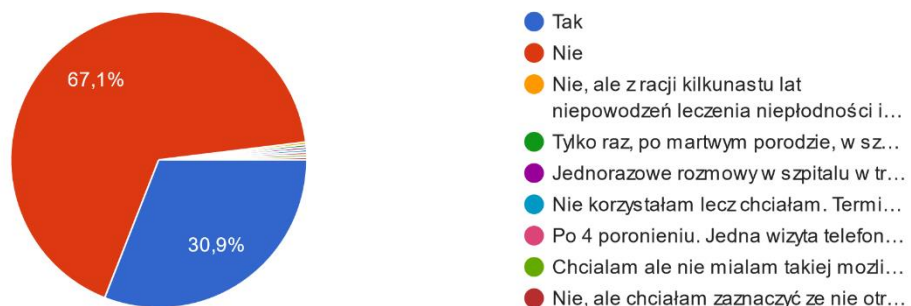 67,1%
30,9%
Tak
Nie
Nie, ale z racji kilkunastu lat
niepowodzeń leczenia niepłodności i…
Tylko raz, po martwym porodzie, w sz…
Jednorazowe rozmowy w szpitalu w tr…
Nie korzystałam lecz chciałam. Termi…
Po 4 poronieniu. Jedna wizyta telefon…
Chcialam ale nie mialam takiej mozli…
Nie, ale chciałam zaznaczyć ze nie otr…